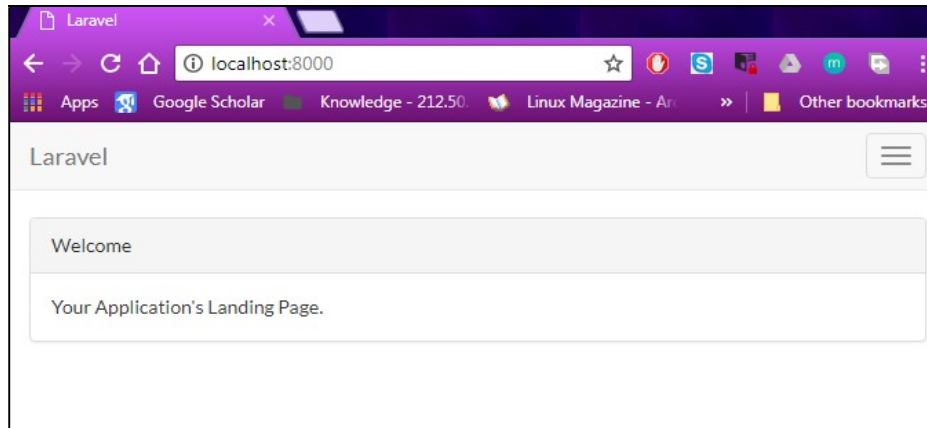 Laravel
localhost:8000
Apps Google Scholar Knowledge - 212.50. Linux Magazine - Ar » Other bookmarks
Laravel
Welcome
Your Application's Landing Page.